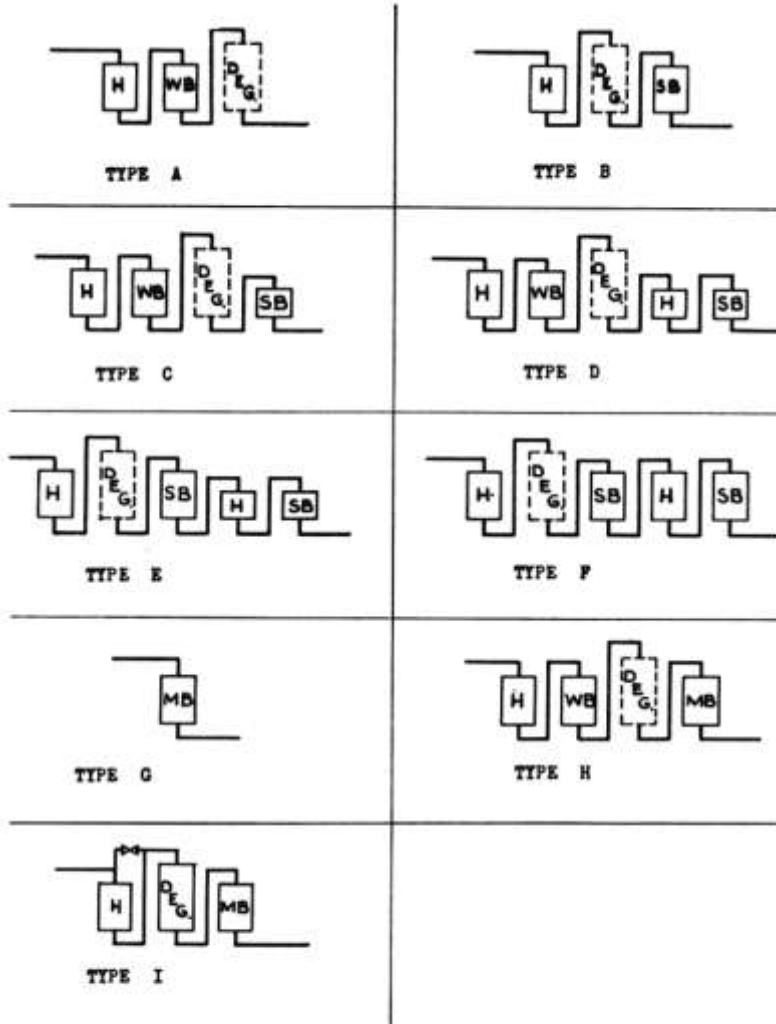 H WB DEG.
TYPE A
H DEG. SB
TYPE B
H WB DEG. SB
TYPE C
H WB DEG. H SB
TYPE D
H DEG. SB H SB
TYPE E
H. DEG. SB H SB
TYPE F
MB
TYPE G
H WB DEG. MB
TYPE H
H DEG. MB
TYPE I